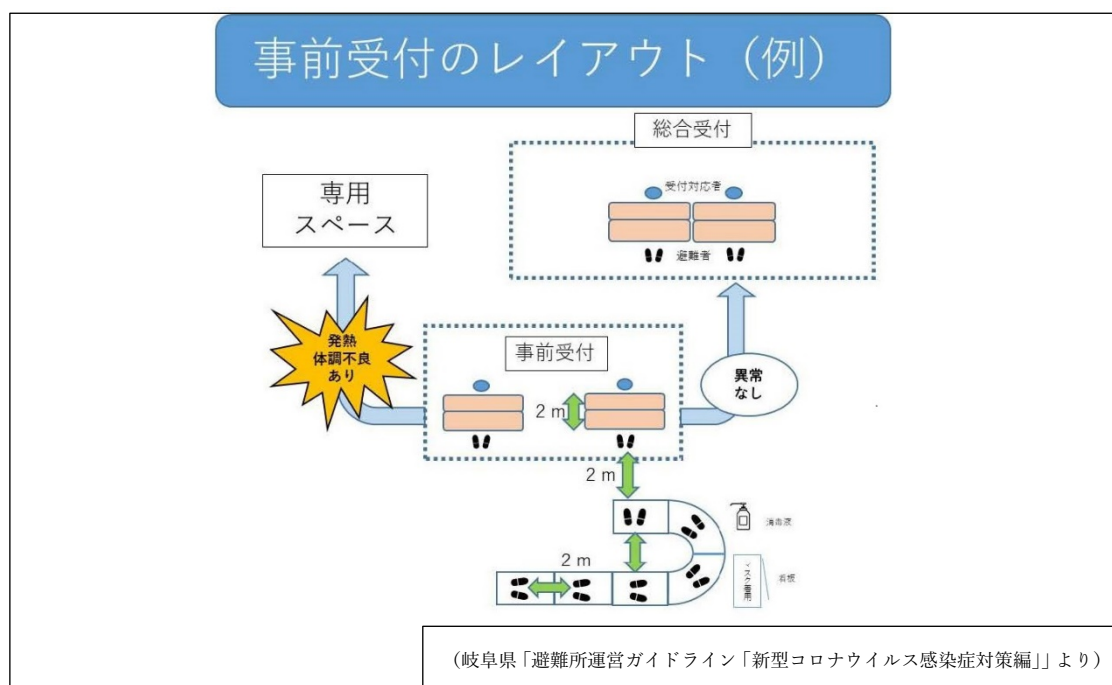 事前受付のレイアウト（例）
総合受付
受付対応者
避難者
専用
スペース
発熱
体調不良
あり
事前受付
異常
なし
2 m
2 m
2 m
消毒液
マスク着用
看板
（岐阜県「避難所運営ガイドライン「新型コロナウイルス感染症対策編」」より）